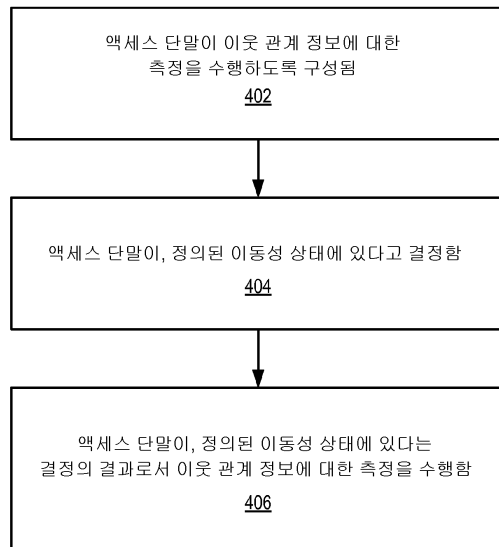 액세스 단말이 이웃 관계 정보에 대한
측정을 수행하도록 구성됨
402
액세스 단말이, 정의된 이동성 상태에 있다고 결정함
404
액세스 단말이, 정의된 이동성 상태에 있다는
결정의 결과로서 이웃 관계 정보에 대한 측정을 수행함
406